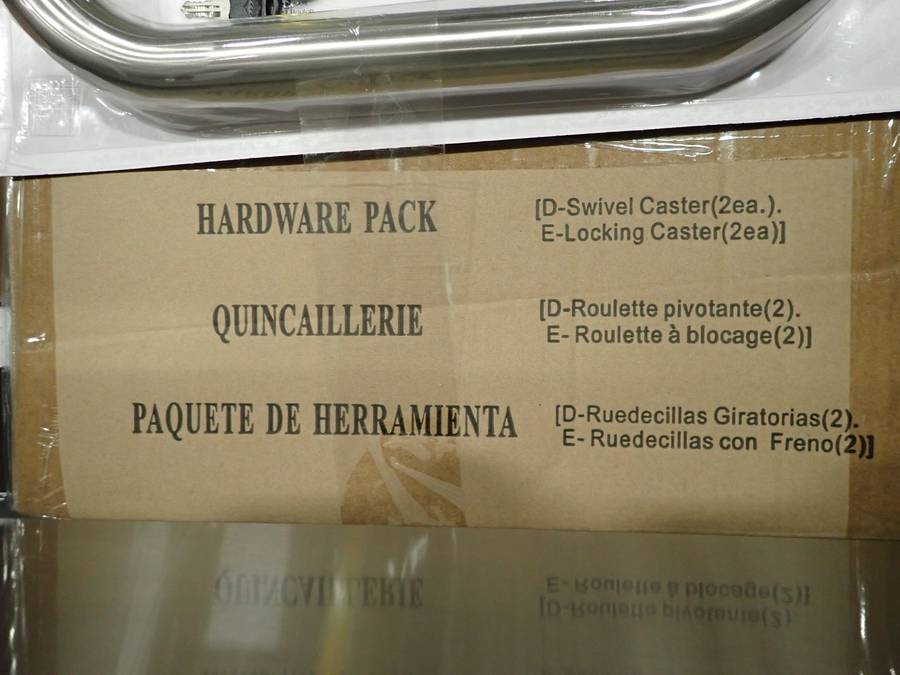 HARDWARE PACK
[D-Swivel Caster(2ea.).
E-Locking Caster(2ea)]
QUINCAILLERIE
[D-Roulette pivotante(2).
E- Roulette à blocage(2)]
PAQUETE DE HERRAMIENTA
[D-Ruedecillas Giratorias(2).
E- Ruedecillas con Freno(2)]